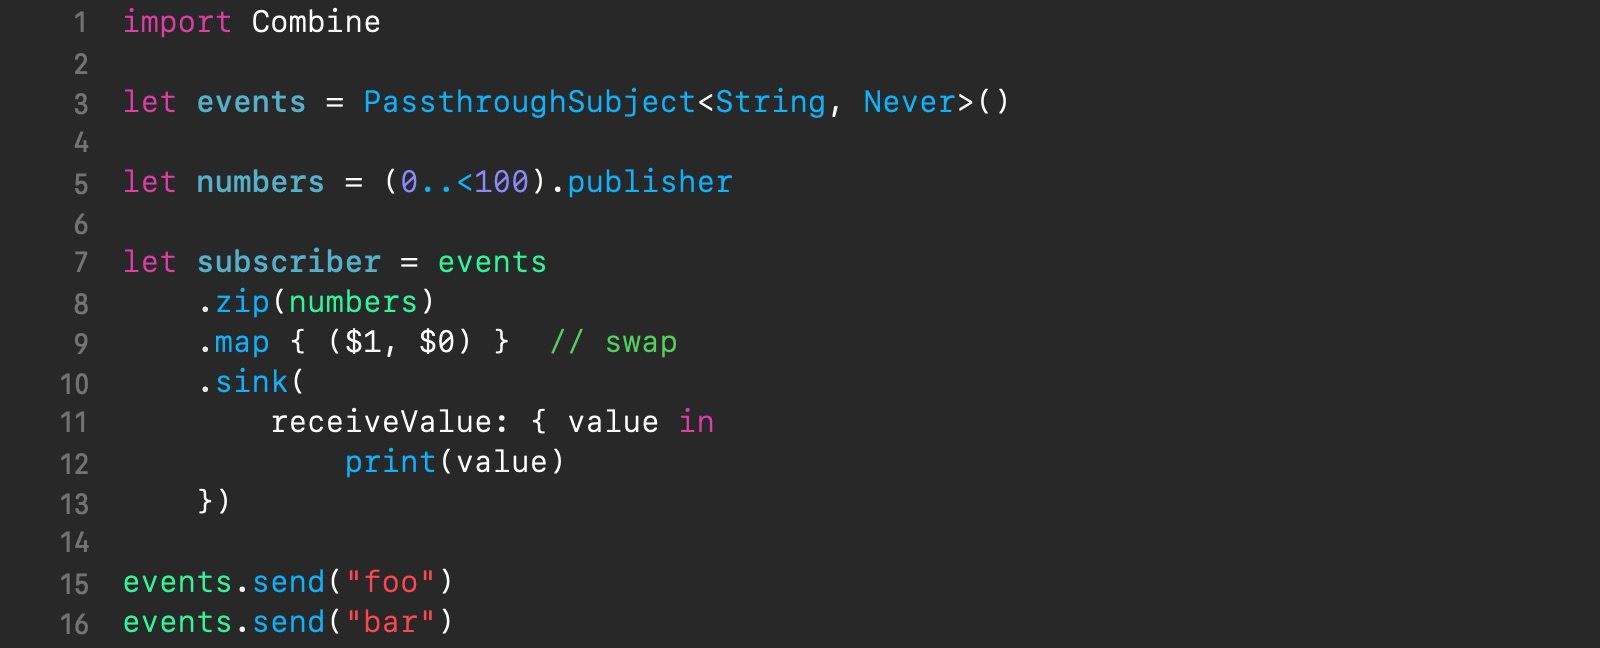 1 import Combine
2
3 let events = PassthroughSubject<String, Never>()
4
5 let numbers = (0..<100).publisher
6
7 let subscriber = events
8     .zip(numbers)
9     .map { ($1, $0) }  // swap
10     .sink(
11         receiveValue: { value in
12             print(value)
13     })
14
15 events.send("foo")
16 events.send("bar")